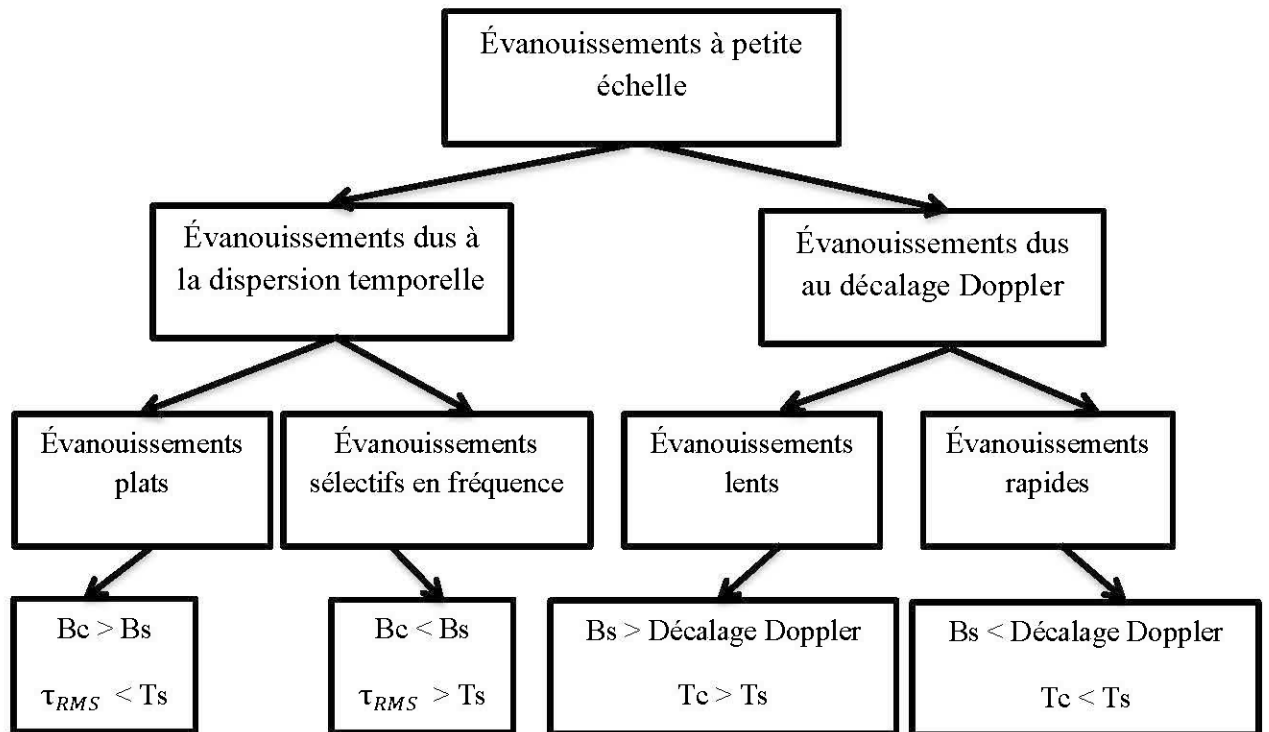 Évanouissements à petite
échelle
Évanouissements dus à
la dispersion temporelle
Évanouissements dus
au décalage Doppler
Évanouissements
plats
Évanouissements
sélectifs en fréquence
Évanouissements
lents
Évanouissements
rapides
Bc > Bs
τRMS < Ts
Bc < Bs
τRMS > Ts
Bs > Décalage Doppler
Tc > Ts
Bs < Décalage Doppler
Tc < Ts